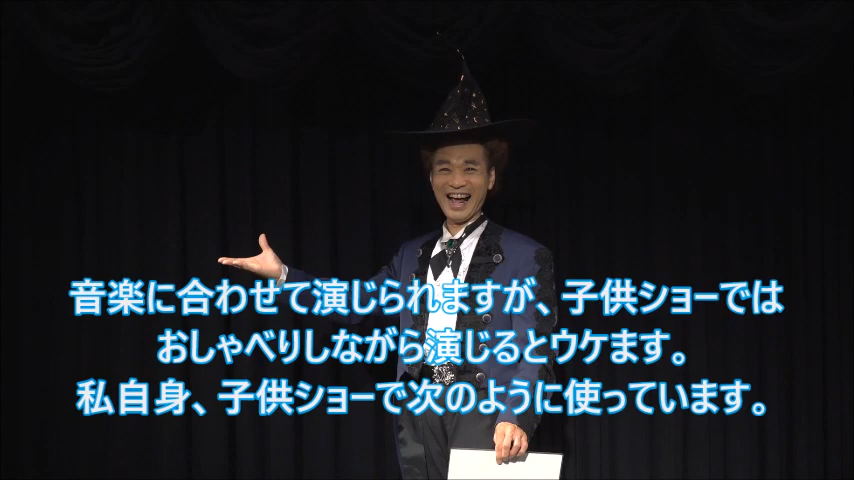 音楽に合わせて演じられますが、子供ショーでは
おしゃべりしながら演じるとウケます。
私自身、子供ショーで次のように使っています。